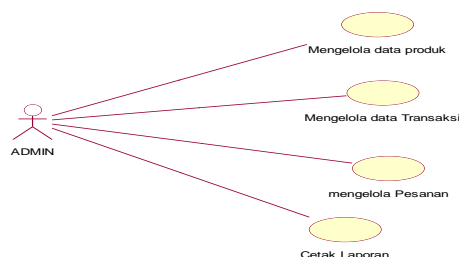 Mengelola data produk
Mengelola data Transaksi
ADMIN
mengelola Pesanan
Cetak Laporan